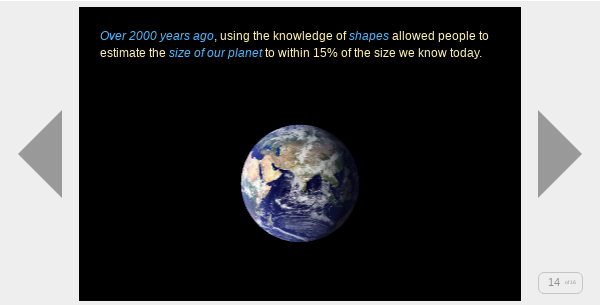 Over 2000 years ago, using the knowledge of shapes allowed people to
estimate the size of our planet to within 15% of the size we know today.
14 of 16